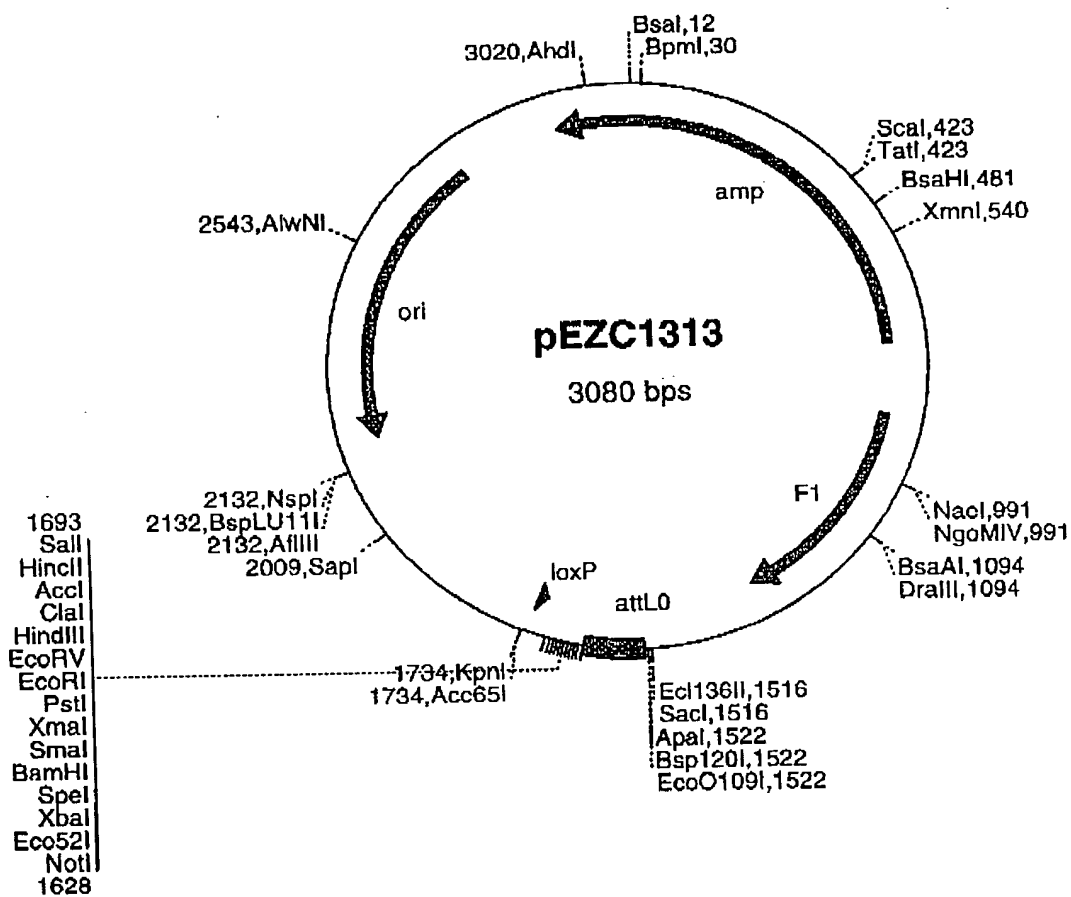 BsaI,12
BpmI,30
3020,AhdI
ScaI,423
TatI,423
BsaHI,481
XmnI,540
amp
2543,AlwNI
ori
pEZC1313
3080 bps
F1
NaeI,991
NgoMIV,991
BsaAI,1094
DraIII,1094
2132,NspI
2132,BspLU11I
2132,AflIII
2009,SapI
loxP
attL0
1734,KpnI
1734,Acc65I
Ecl136II,1516
SacI,1516
ApaI,1522
Bsp120I,1522
EcoO109I,1522
1693
SalI
HincII
AccI
ClaI
HindIII
EcoRV
EcoRI
PstI
XmaI
SmaI
BamHI
SpeI
XbaI
Eco52I
NotI
1628